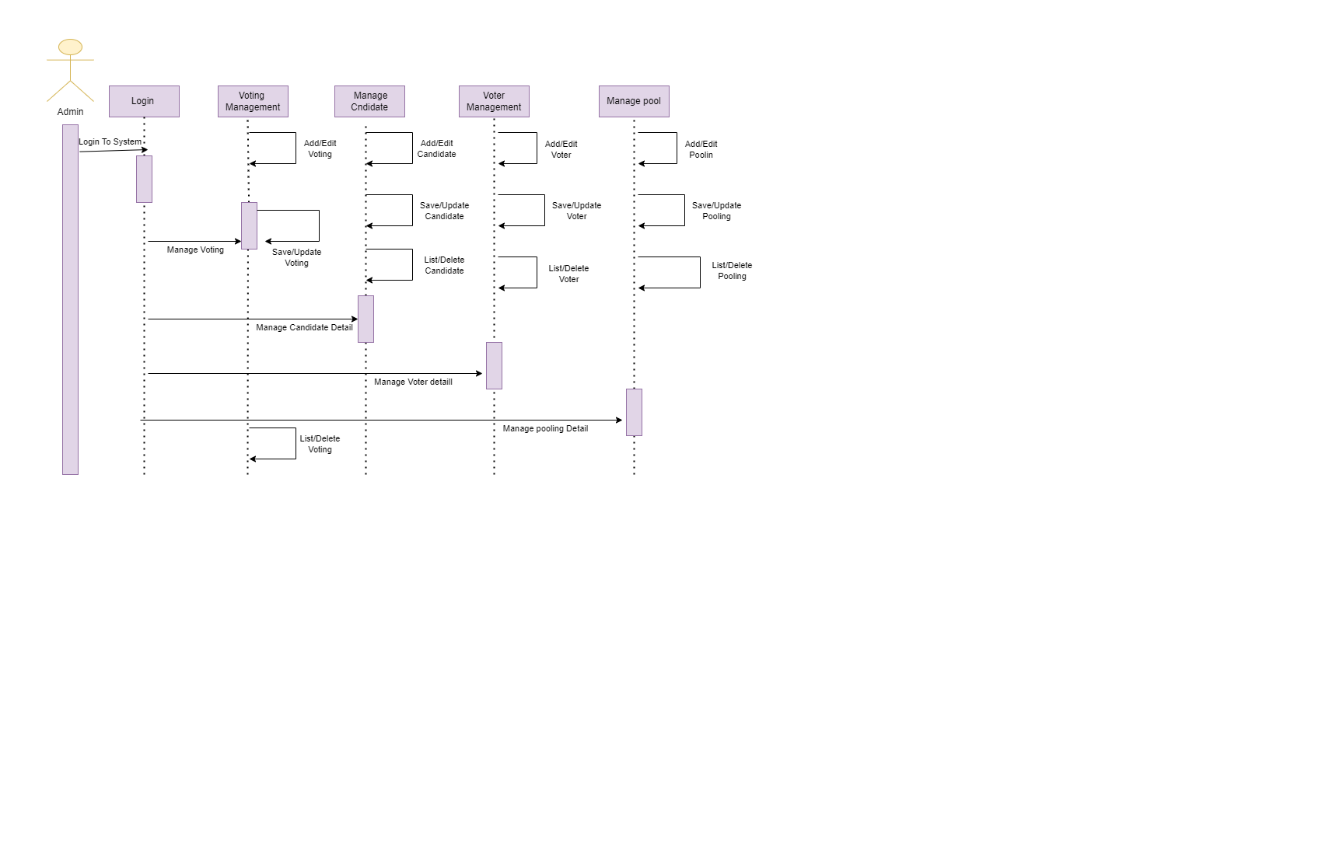 Admin
Login
Voting
Management
Manage
Cndidate
Voter
Management
Manage pool
Login To System
Add/Edit
Voting
Add/Edit
Candidate
Add/Edit
Voter
Add/Edit
Poolin
Save/Update
Candidate
Save/Update
Voter
Save/Update
Pooling
Manage Voting
Save/Update
Voting
List/Delete
Candidate
List/Delete
Voter
List/Delete
Pooling
Manage Candidate Detail
Manage Voter detaill
Manage pooling Detail
List/Delete
Voting